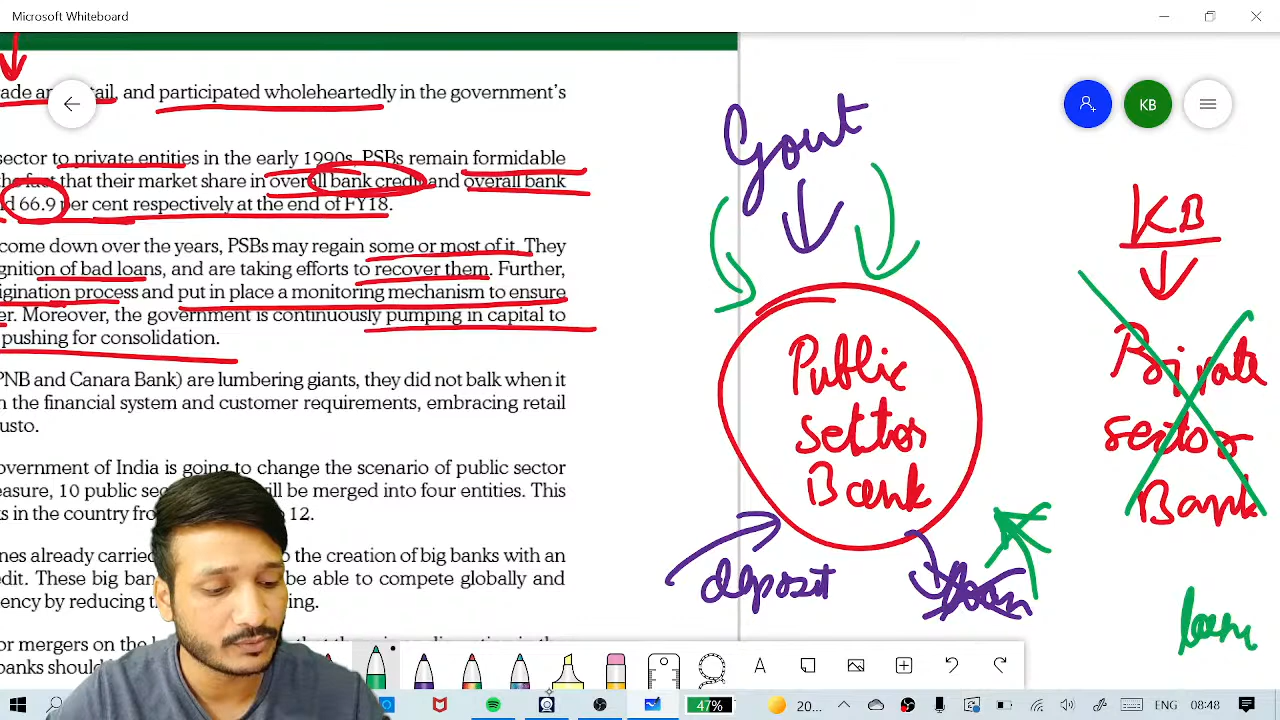 Microsoft Whiteboard
ade an tail, and participated wholeheartedly in the government's
sector to private entities in the early 1990s, PSBs remain formidable
the fact that their market share in overall bank credit and overall bank
nd 66.9 per cent respectively at the end of FY18.
come down over the years, PSBs may regain some or most of it. They
gnition of bad loans, and are taking efforts to recover them. Further,
igination process and put in place a monitoring mechanism to ensure
er. Moreover, the government is continuously pumping in capital to
pushing for consolidation.
PNB and Canara Bank) are lumbering giants, they did not balk when it
n the financial system and customer requirements, embracing retail
usto.
overnment of India is going to change the scenario of public sector
easure, 10 public sec ill be merged into four entities. This
ks in the country fro 12.
nes already carried o the creation of big banks with an
edit. These big ban be able to compete globally and
ency by reducing th ing.
or mergers on the
banks should
Govt
Public
Sector
Bank
deposit
loan
KB
KB
Private
sector
Bank
loan
A
47%
20...
ENG
08:48